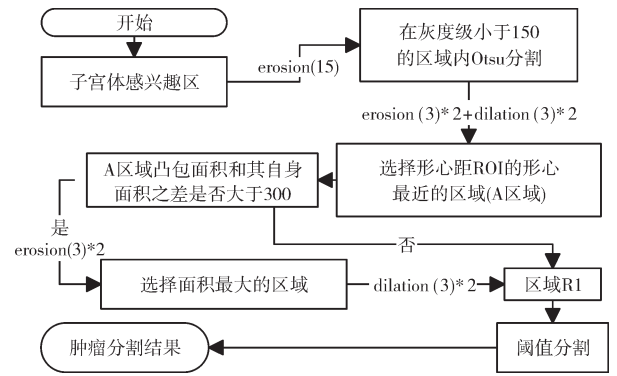 开始
子宫体感兴趣区
erosion(15)
在灰度级小于150
的区域内Otsu分割
erosion (3)*2+dilation (3)*2
选择形心距ROI的形心
最近的区域(A区域)
A区域凸包面积和其自身
面积之差是否大于300
是
erosion(3)*2
否
选择面积最大的区域
dilation (3)*2
区域R1
阈值分割
肿瘤分割结果